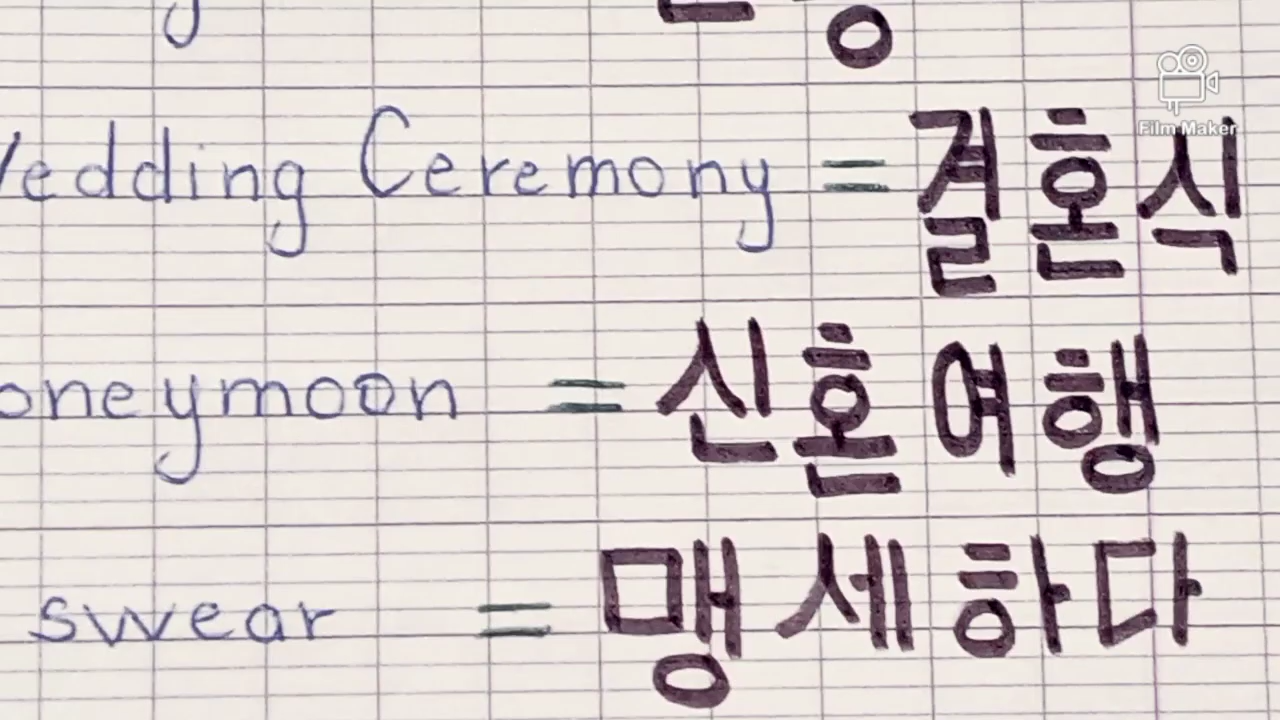 Wedding Ceremony = 결혼식
Film Maker
oneymoon = 신혼여행
swear = 맹세하다